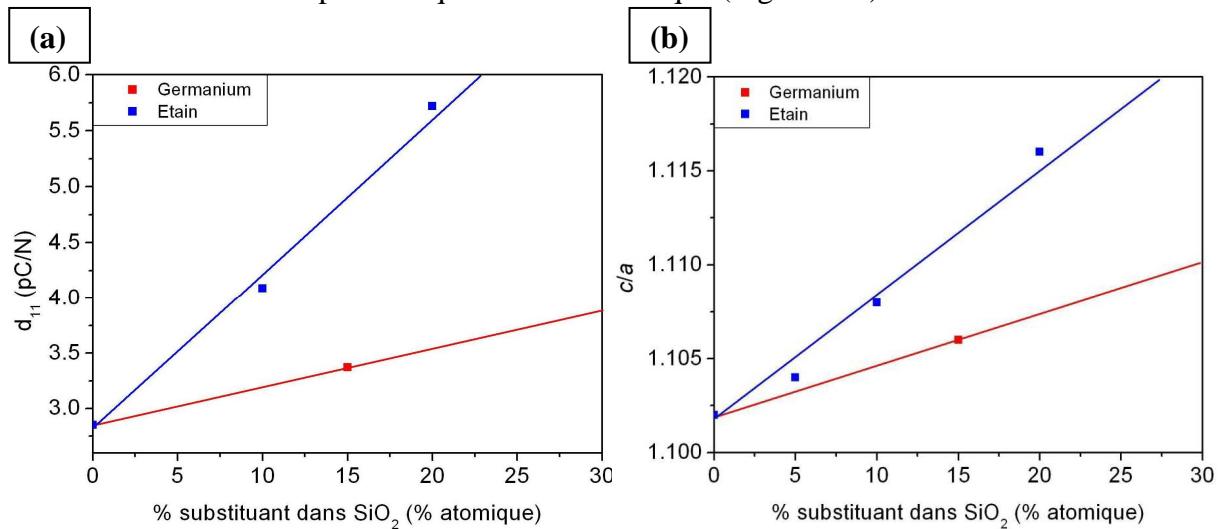 (a)
(b)
Germanium
Etain
6.0
5.5
5.0
4.5
4.0
3.5
3.0
d₁₁ (pC/N)
0 5 10 15 20 25 30
% substituant dans SiO₂ (% atomique)
Germanium
Etain
1.120
1.115
1.110
1.105
1.100
c/a
0 5 10 15 20 25 30
% substituant dans SiO₂ (% atomique)